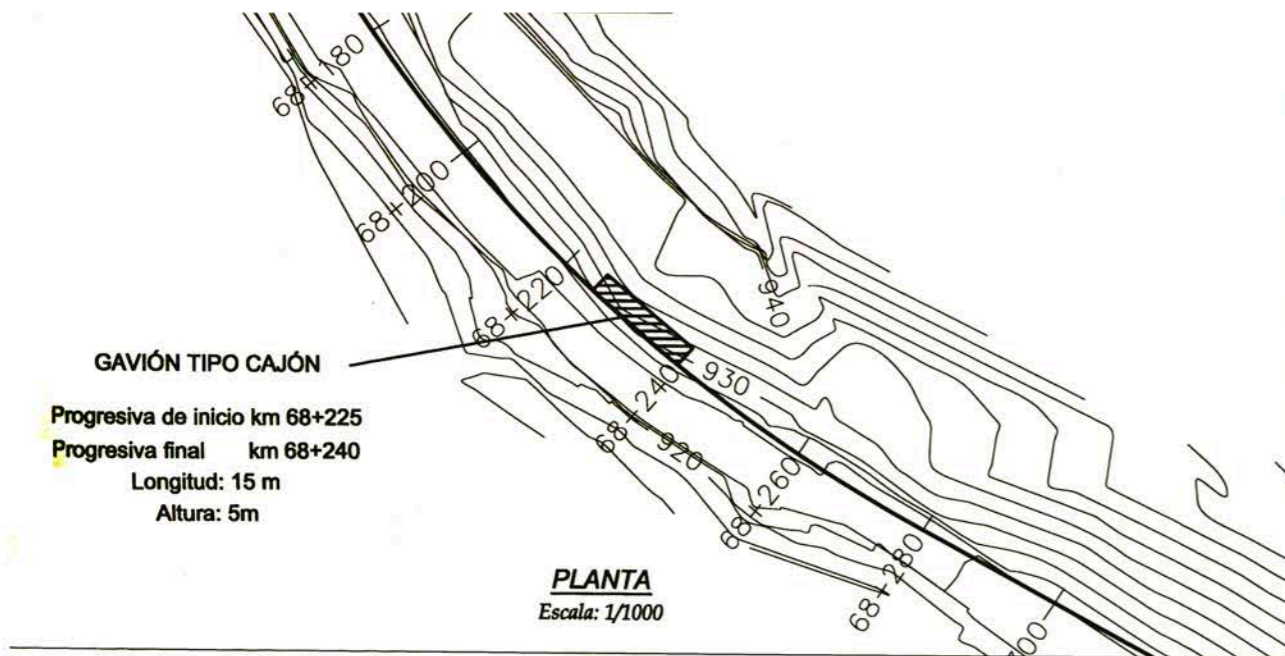 68+180
68+200
68+220
940
GAVIÓN TIPO CAJÓN
930
68+240
Progresiva de inicio km 68+225
Progresiva final km 68+240
920
Longitud: 15 m
68+260
Altura: 5m
68+280
PLANTA
Escala: 1/1000